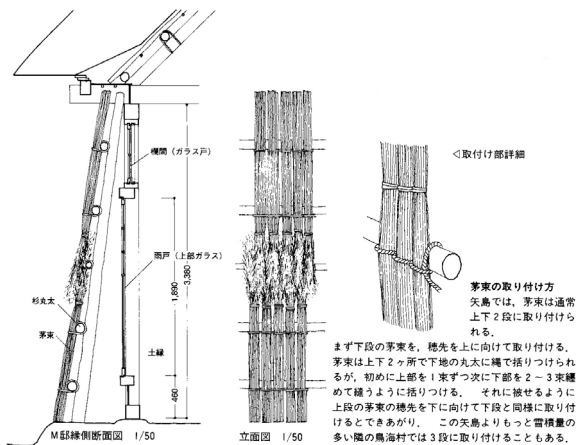 欄間（ガラス戸）
雨戸（上部ガラス）
杉丸太
茅束
土縁
3,380
1,890
460
M邸縁側断面図 1/50
立面図 1/50
◁取付け部詳細
茅束の取り付け方
矢島では，茅束は通常
上下2段に取り付けら
れる．
まず下段の茅束を，穂先を上に向けて取り付ける．
茅束は上下2ヶ所で下地の丸太に縄で括りつけられ
るが，初めに上部を1束ずつ次に下部を2〜3束纏
めて縫うように括りつける． それに被せるように
上段の茅束の穂先を下に向けて下段と同様に取り付
けるとできあがり． この矢島よりもっと雪積量の
多い隣の鳥海村では3段に取り付けることもある．